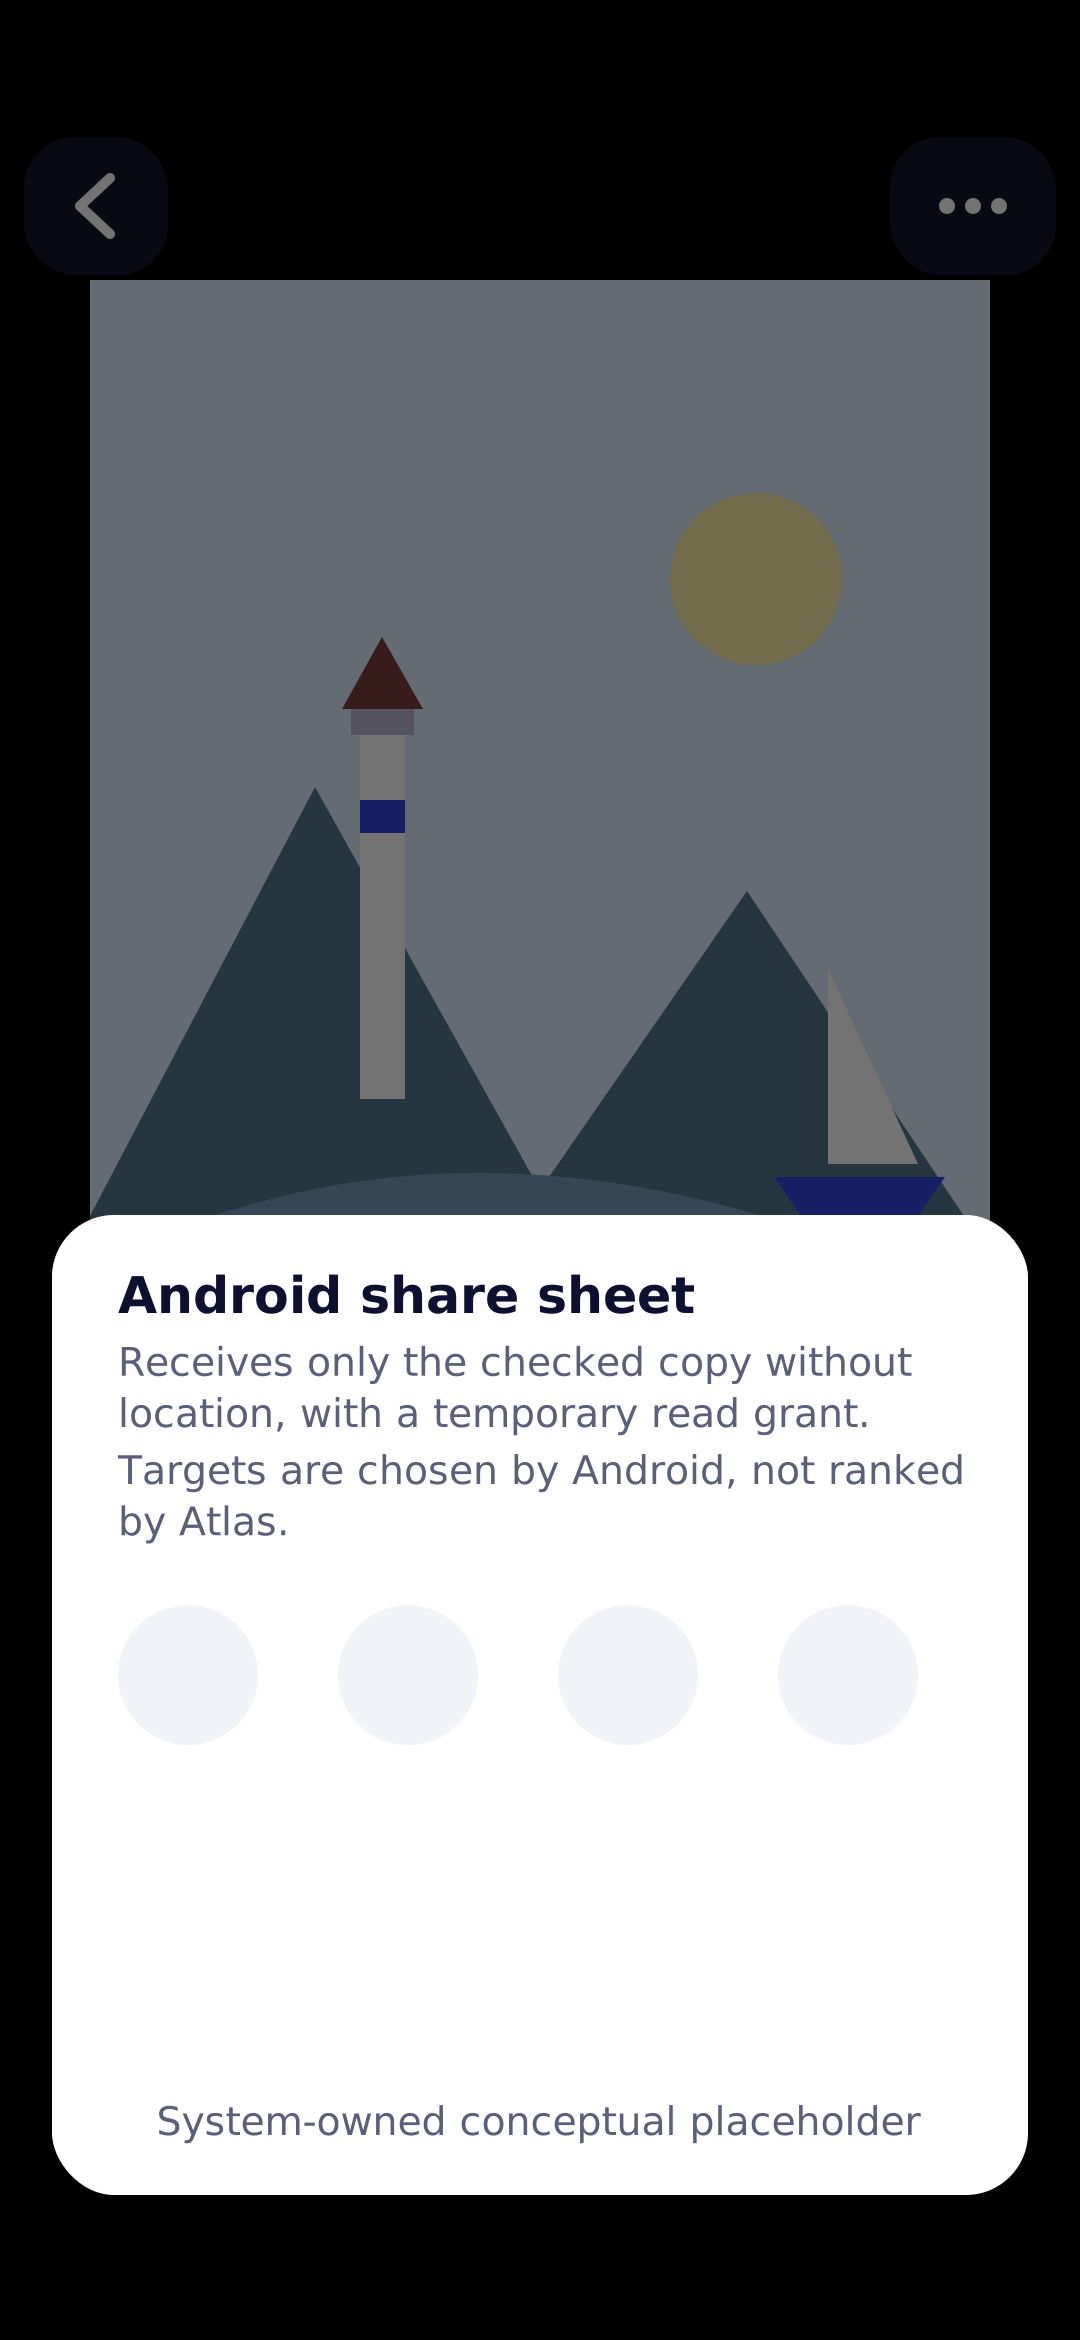 Android share sheet
Receives only the checked copy without
location, with a temporary read grant.
Targets are chosen by Android, not ranked
by Atlas.
System-owned conceptual placeholder